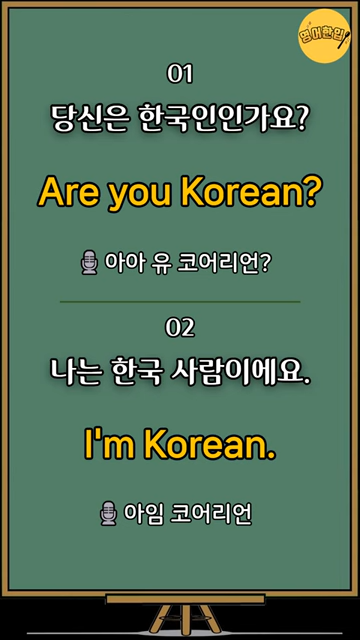 영어한입
01
당신은 한국인인가요?
Are you Korean?
아아 유 코어리언?
02
나는 한국 사람이에요.
I'm Korean.
아임 코어리언